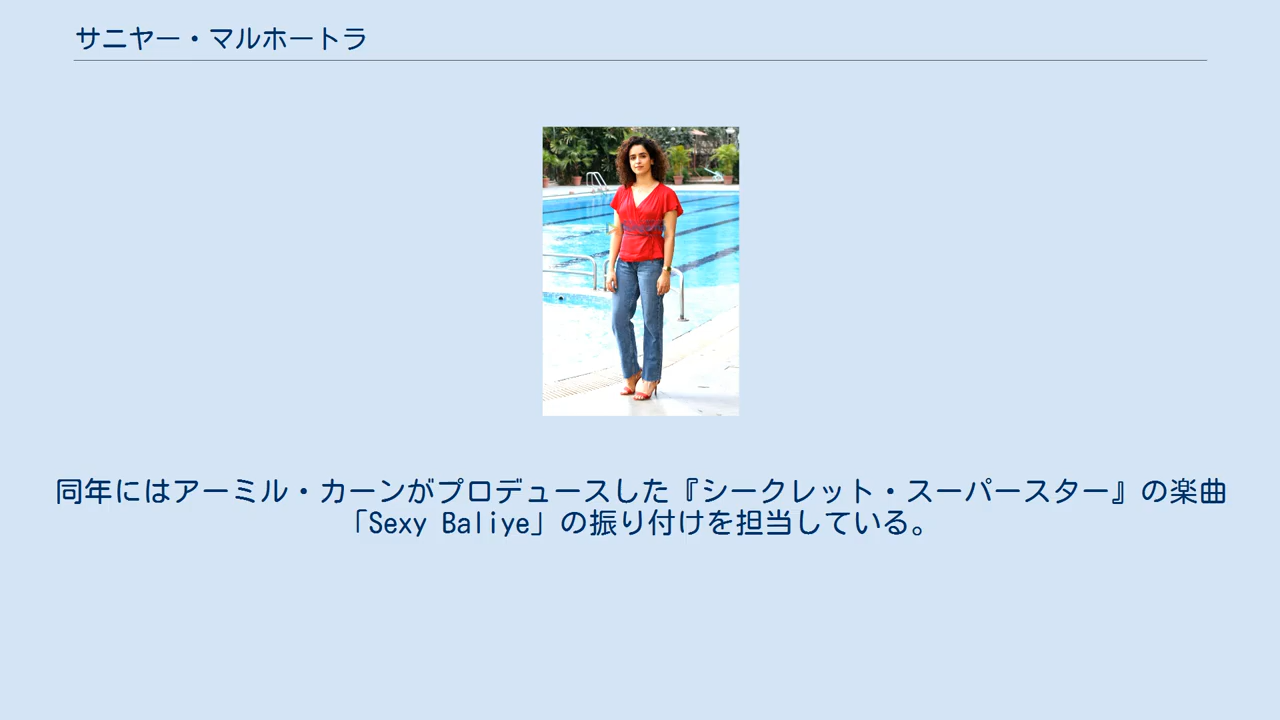 サニヤー・マルホートラ
同年にはアーミル・カーンがプロデュースした『シークレット・スーパースター』の楽曲
「Sexy Baliye」の振り付けを担当している。